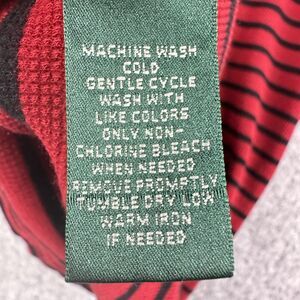 MACHINE WASH
COLD
GENTLE CYCLE
WASH WITH
LIKE COLORS
ONLY NON-
CHLORINE BLEACH
WHEN NEEDED
REMOVE PROMPTLY
TUMBLE DRY LOW
WARM IRON
IF NEEDED